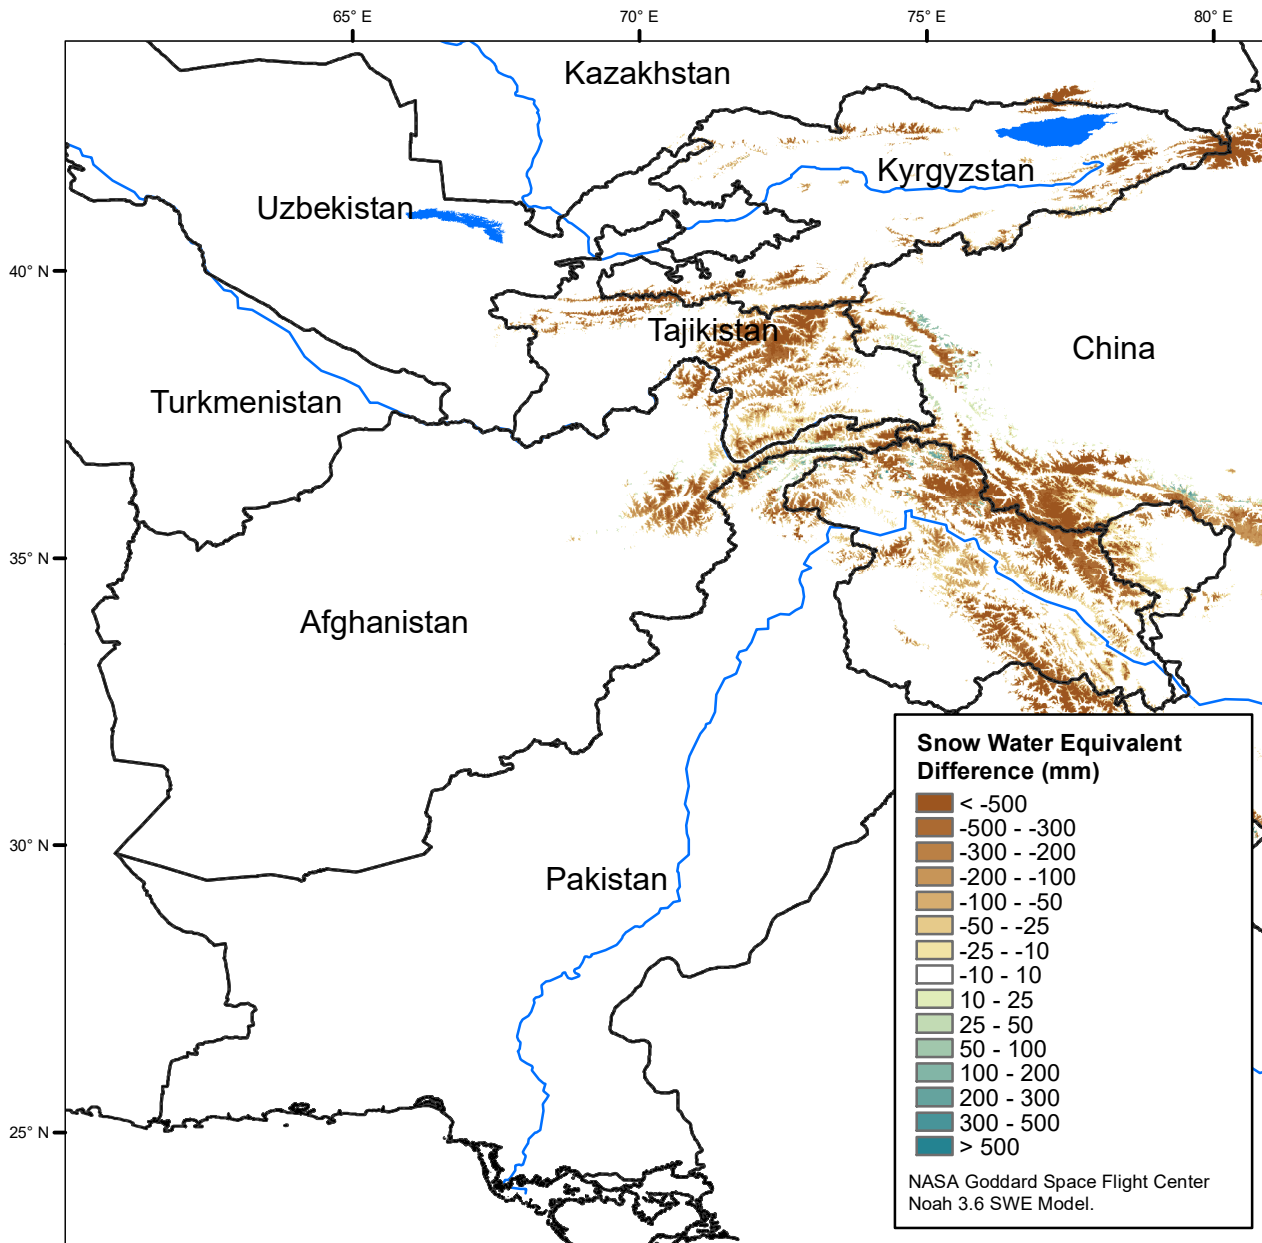 65° E 70° E 75° E 80° E
Kazakhstan
Kyrgyzstan
Uzbekistan
40° N
Tajikistan
China
Turkmenistan
35° N
Afghanistan
Snow Water Equivalent
Difference (mm)
< -500
-500 - -300
-300 - -200
-200 - -100
-100 - -50
-50 - -25
-25 - -10
-10 - 10
10 - 25
25 - 50
50 - 100
100 - 200
200 - 300
300 - 500
> 500
NASA Goddard Space Flight Center
Noah 3.6 SWE Model.
30° N
Pakistan
25° N